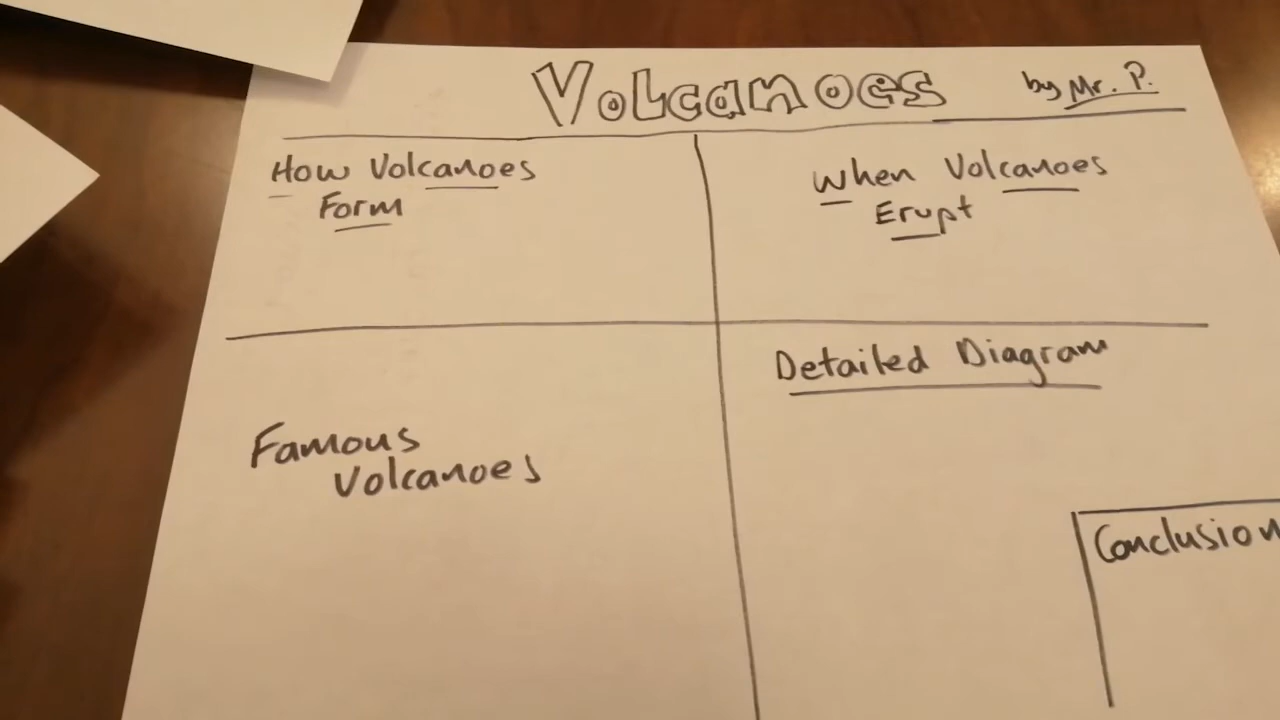 Volcanoes
by Mr. P.
How Volcanoes
Form
When Volcanoes
Erupt
Famous
Volcanoes
Detailed Diagram
Conclusion